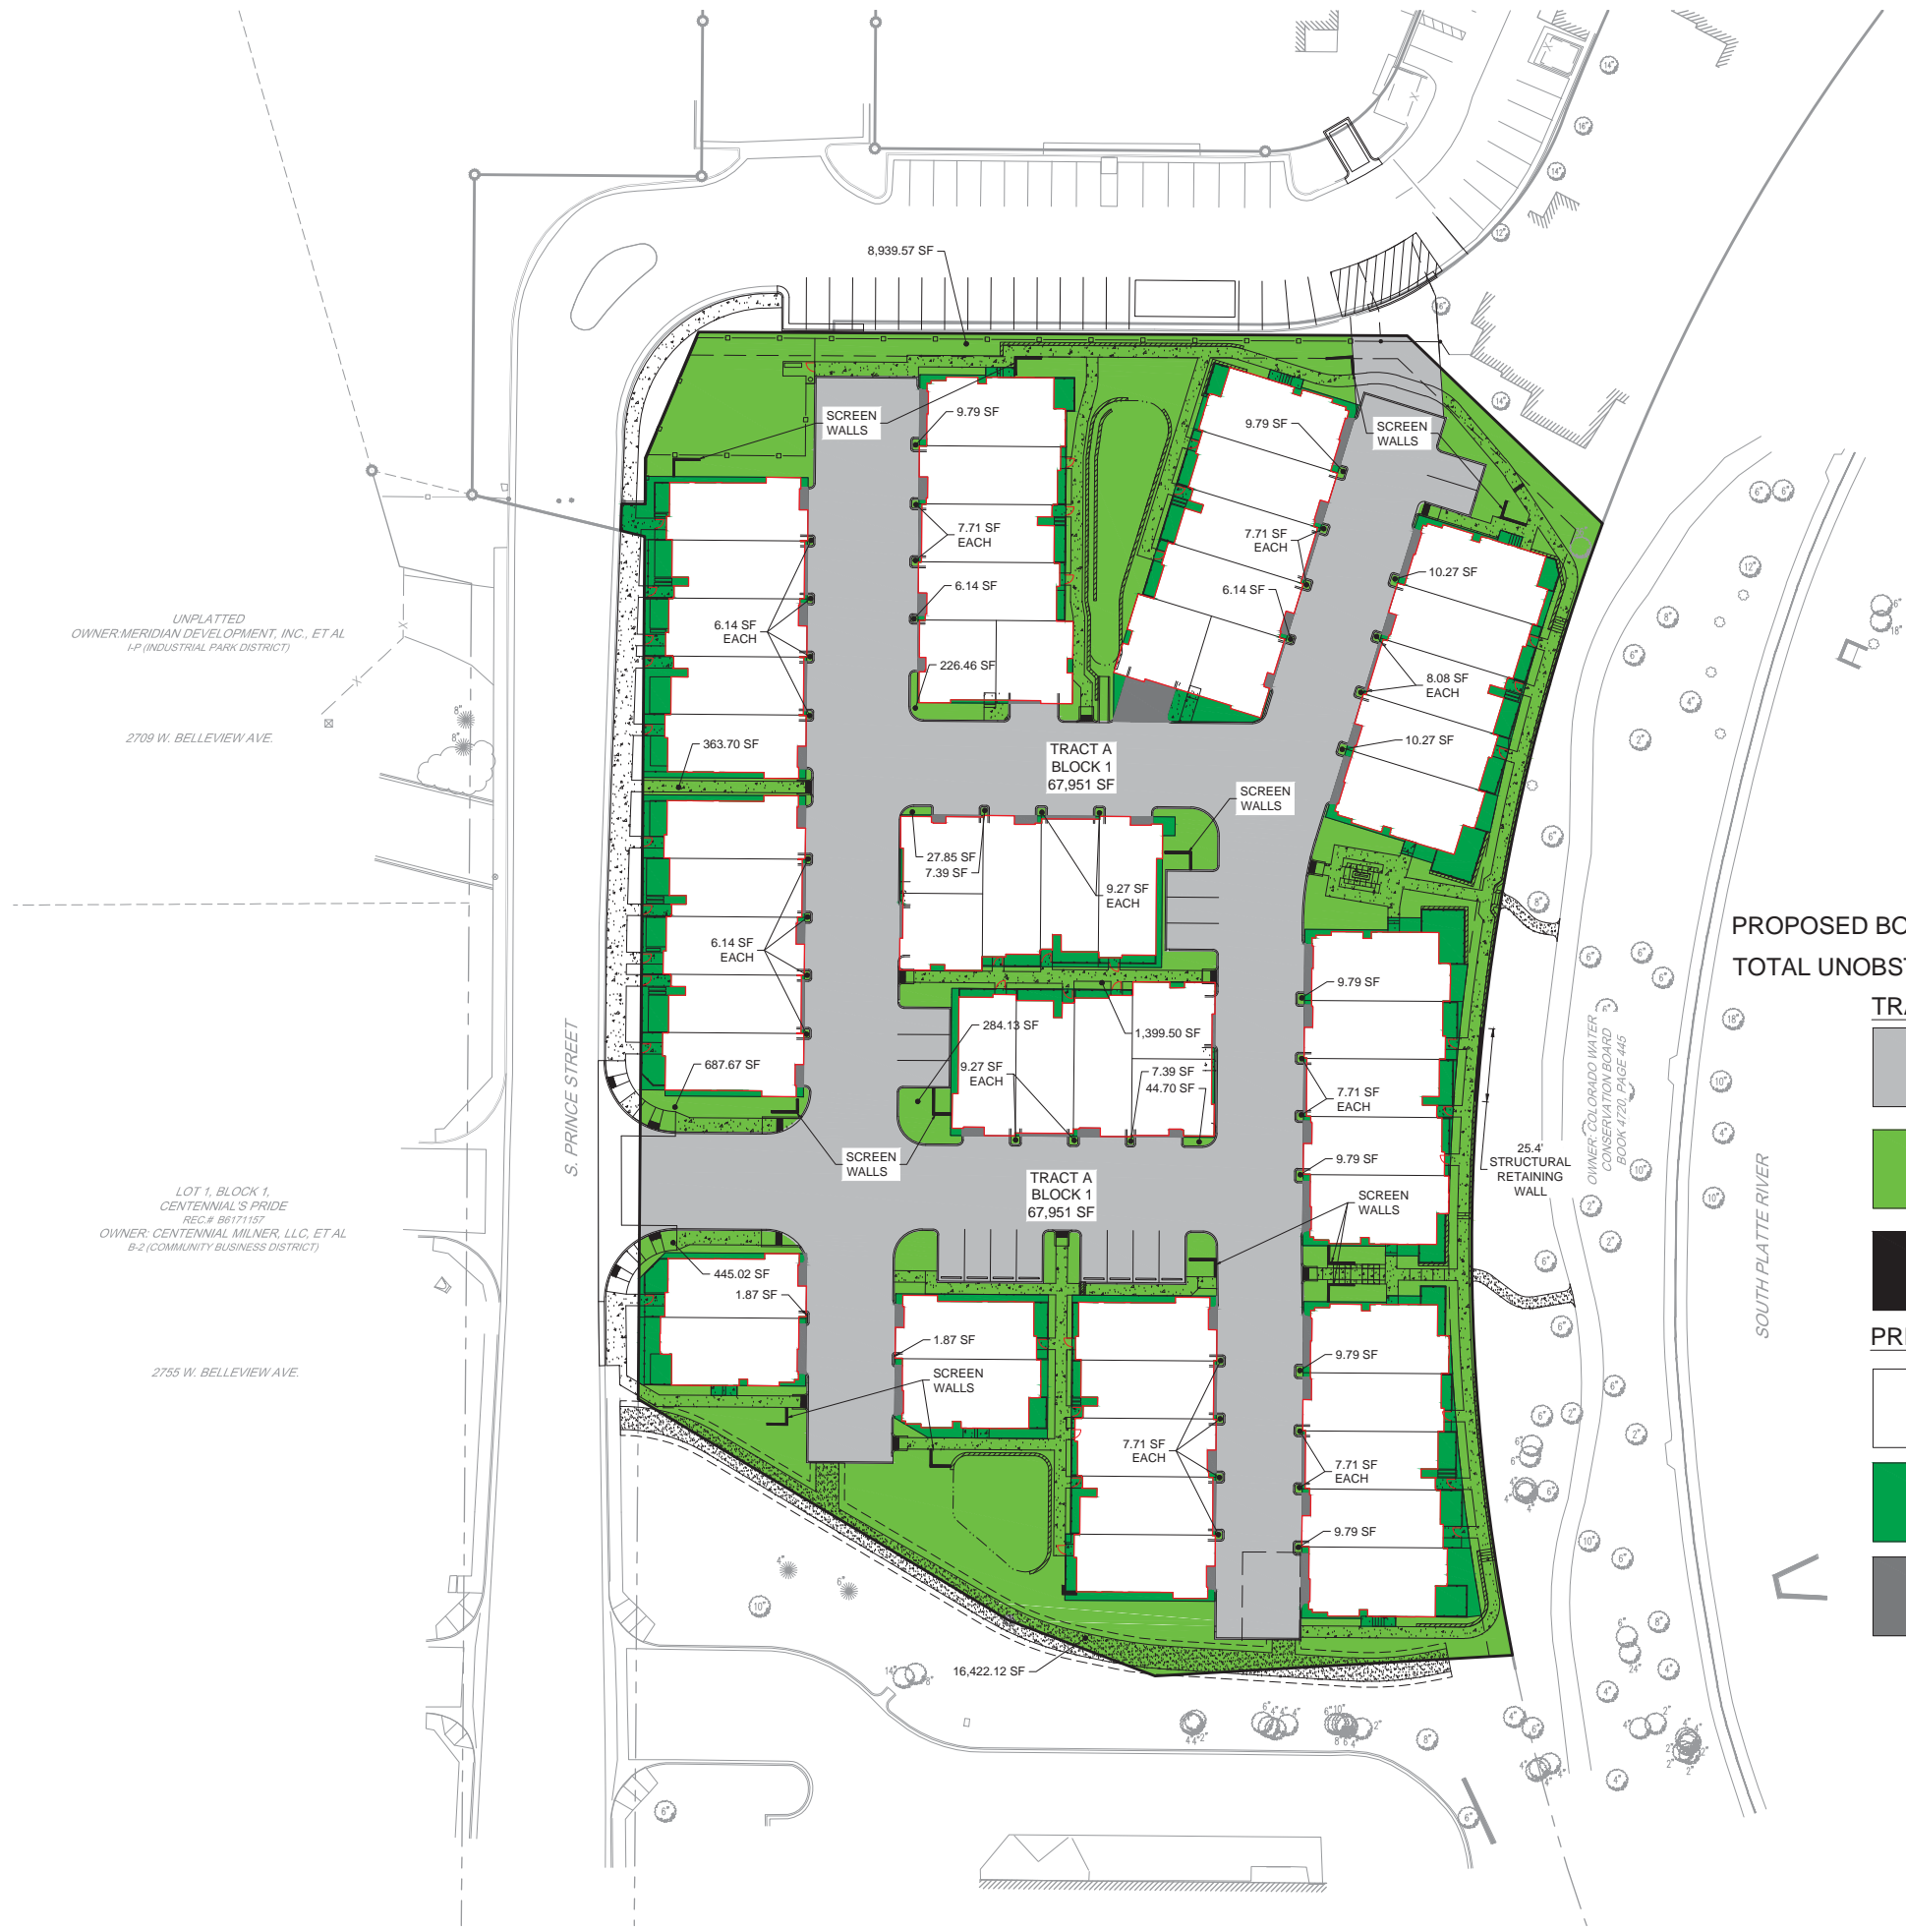 8,939.57 SF
SCREEN
WALLS
9.79 SF
9.79 SF
SCREEN
WALLS
7.71 SF
EACH
7.71 SF
EACH
6.14 SF
6.14 SF
10.27 SF
6.14 SF
EACH
226.46 SF
8.08 SF
EACH
10.27 SF
363.70 SF
TRACT A
BLOCK 1
67,951 SF
SCREEN
WALLS
27.85 SF
7.39 SF
9.27 SF
EACH
6.14 SF
EACH
9.79 SF
284.13 SF
1,399.50 SF
9.27 SF
EACH
7.39 SF
44.70 SF
687.67 SF
7.71 SF
EACH
SCREEN
WALLS
9.79 SF
25.4'
STRUCTURAL
RETAINING
WALL
TRACT A
BLOCK 1
67,951 SF
SCREEN
WALLS
445.02 SF
1.87 SF
1.87 SF
SCREEN
WALLS
9.79 SF
7.71 SF
EACH
7.71 SF
EACH
9.79 SF
16,422.12 SF
UNPLATTED
OWNER:MERIDIAN DEVELOPMENT, INC., ET AL
I-P (INDUSTRIAL PARK DISTRICT)
2709 W. BELLEVIEW AVE.
S. PRINCE STREET
LOT 1, BLOCK 1,
CENTENNIAL'S PRIDE
REC.# B6171157
OWNER: CENTENNIAL MILNER, LLC, ET AL
B-2 (COMMUNITY BUSINESS DISTRICT)
2755 W. BELLEVIEW AVE.
OWNER: COLORADO WATER
CONSERVATION BOARD
BOOK 4720, PAGE 445
SOUTH PLATTE RIVER
PROPOSED BO
TOTAL UNOBST
TRA
PRI